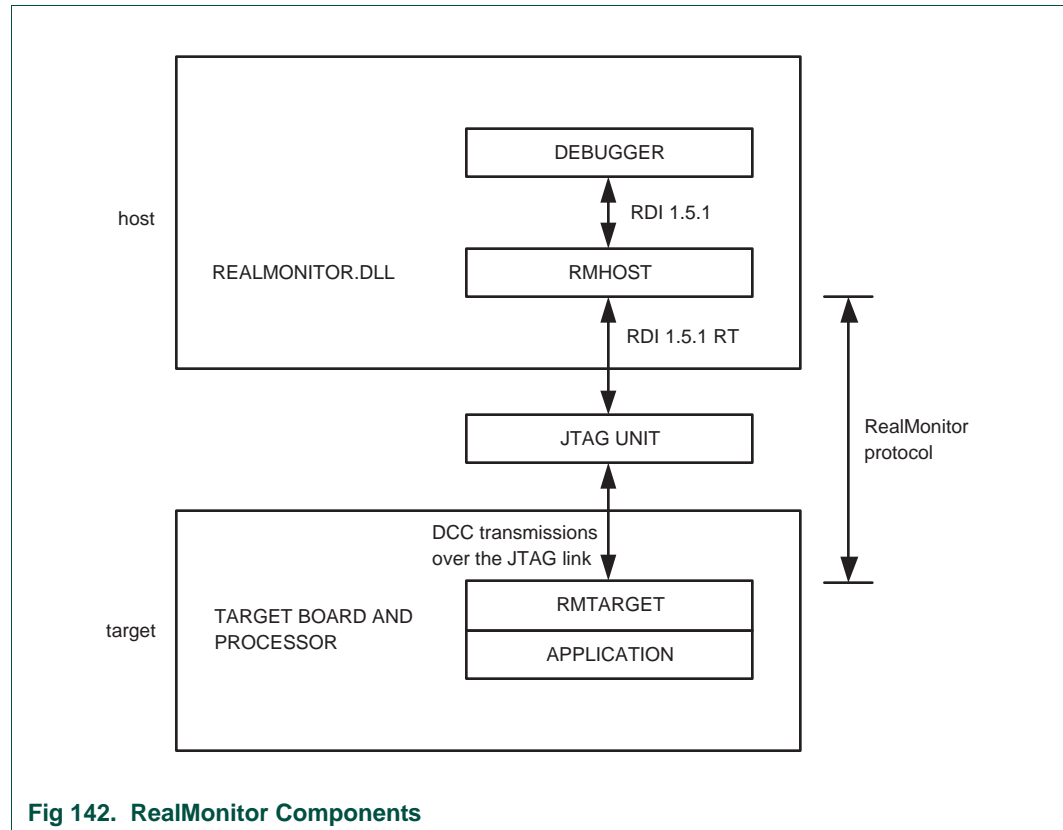 DEBUGGER
RDI 1.5.1
host
REALMONITOR.DLL
RMHOST
RDI 1.5.1 RT
JTAG UNIT
RealMonitor
protocol
DCC transmissions
over the JTAG link
target
TARGET BOARD AND
PROCESSOR
RMTARGET
APPLICATION
Fig 142. RealMonitor Components